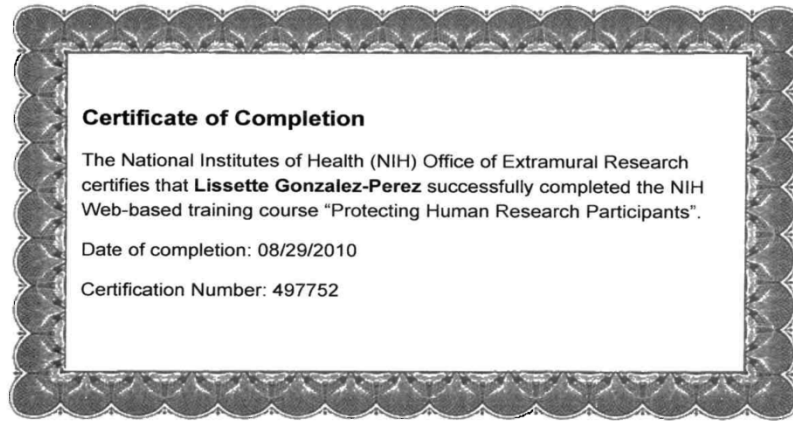 Certificate of Completion
The National Institutes of Health (NIH) Office of Extramural Research
certifies that Lissette Gonzalez-Perez successfully completed the NIH
Web-based training course “Protecting Human Research Participants”.
Date of completion: 08/29/2010
Certification Number: 497752